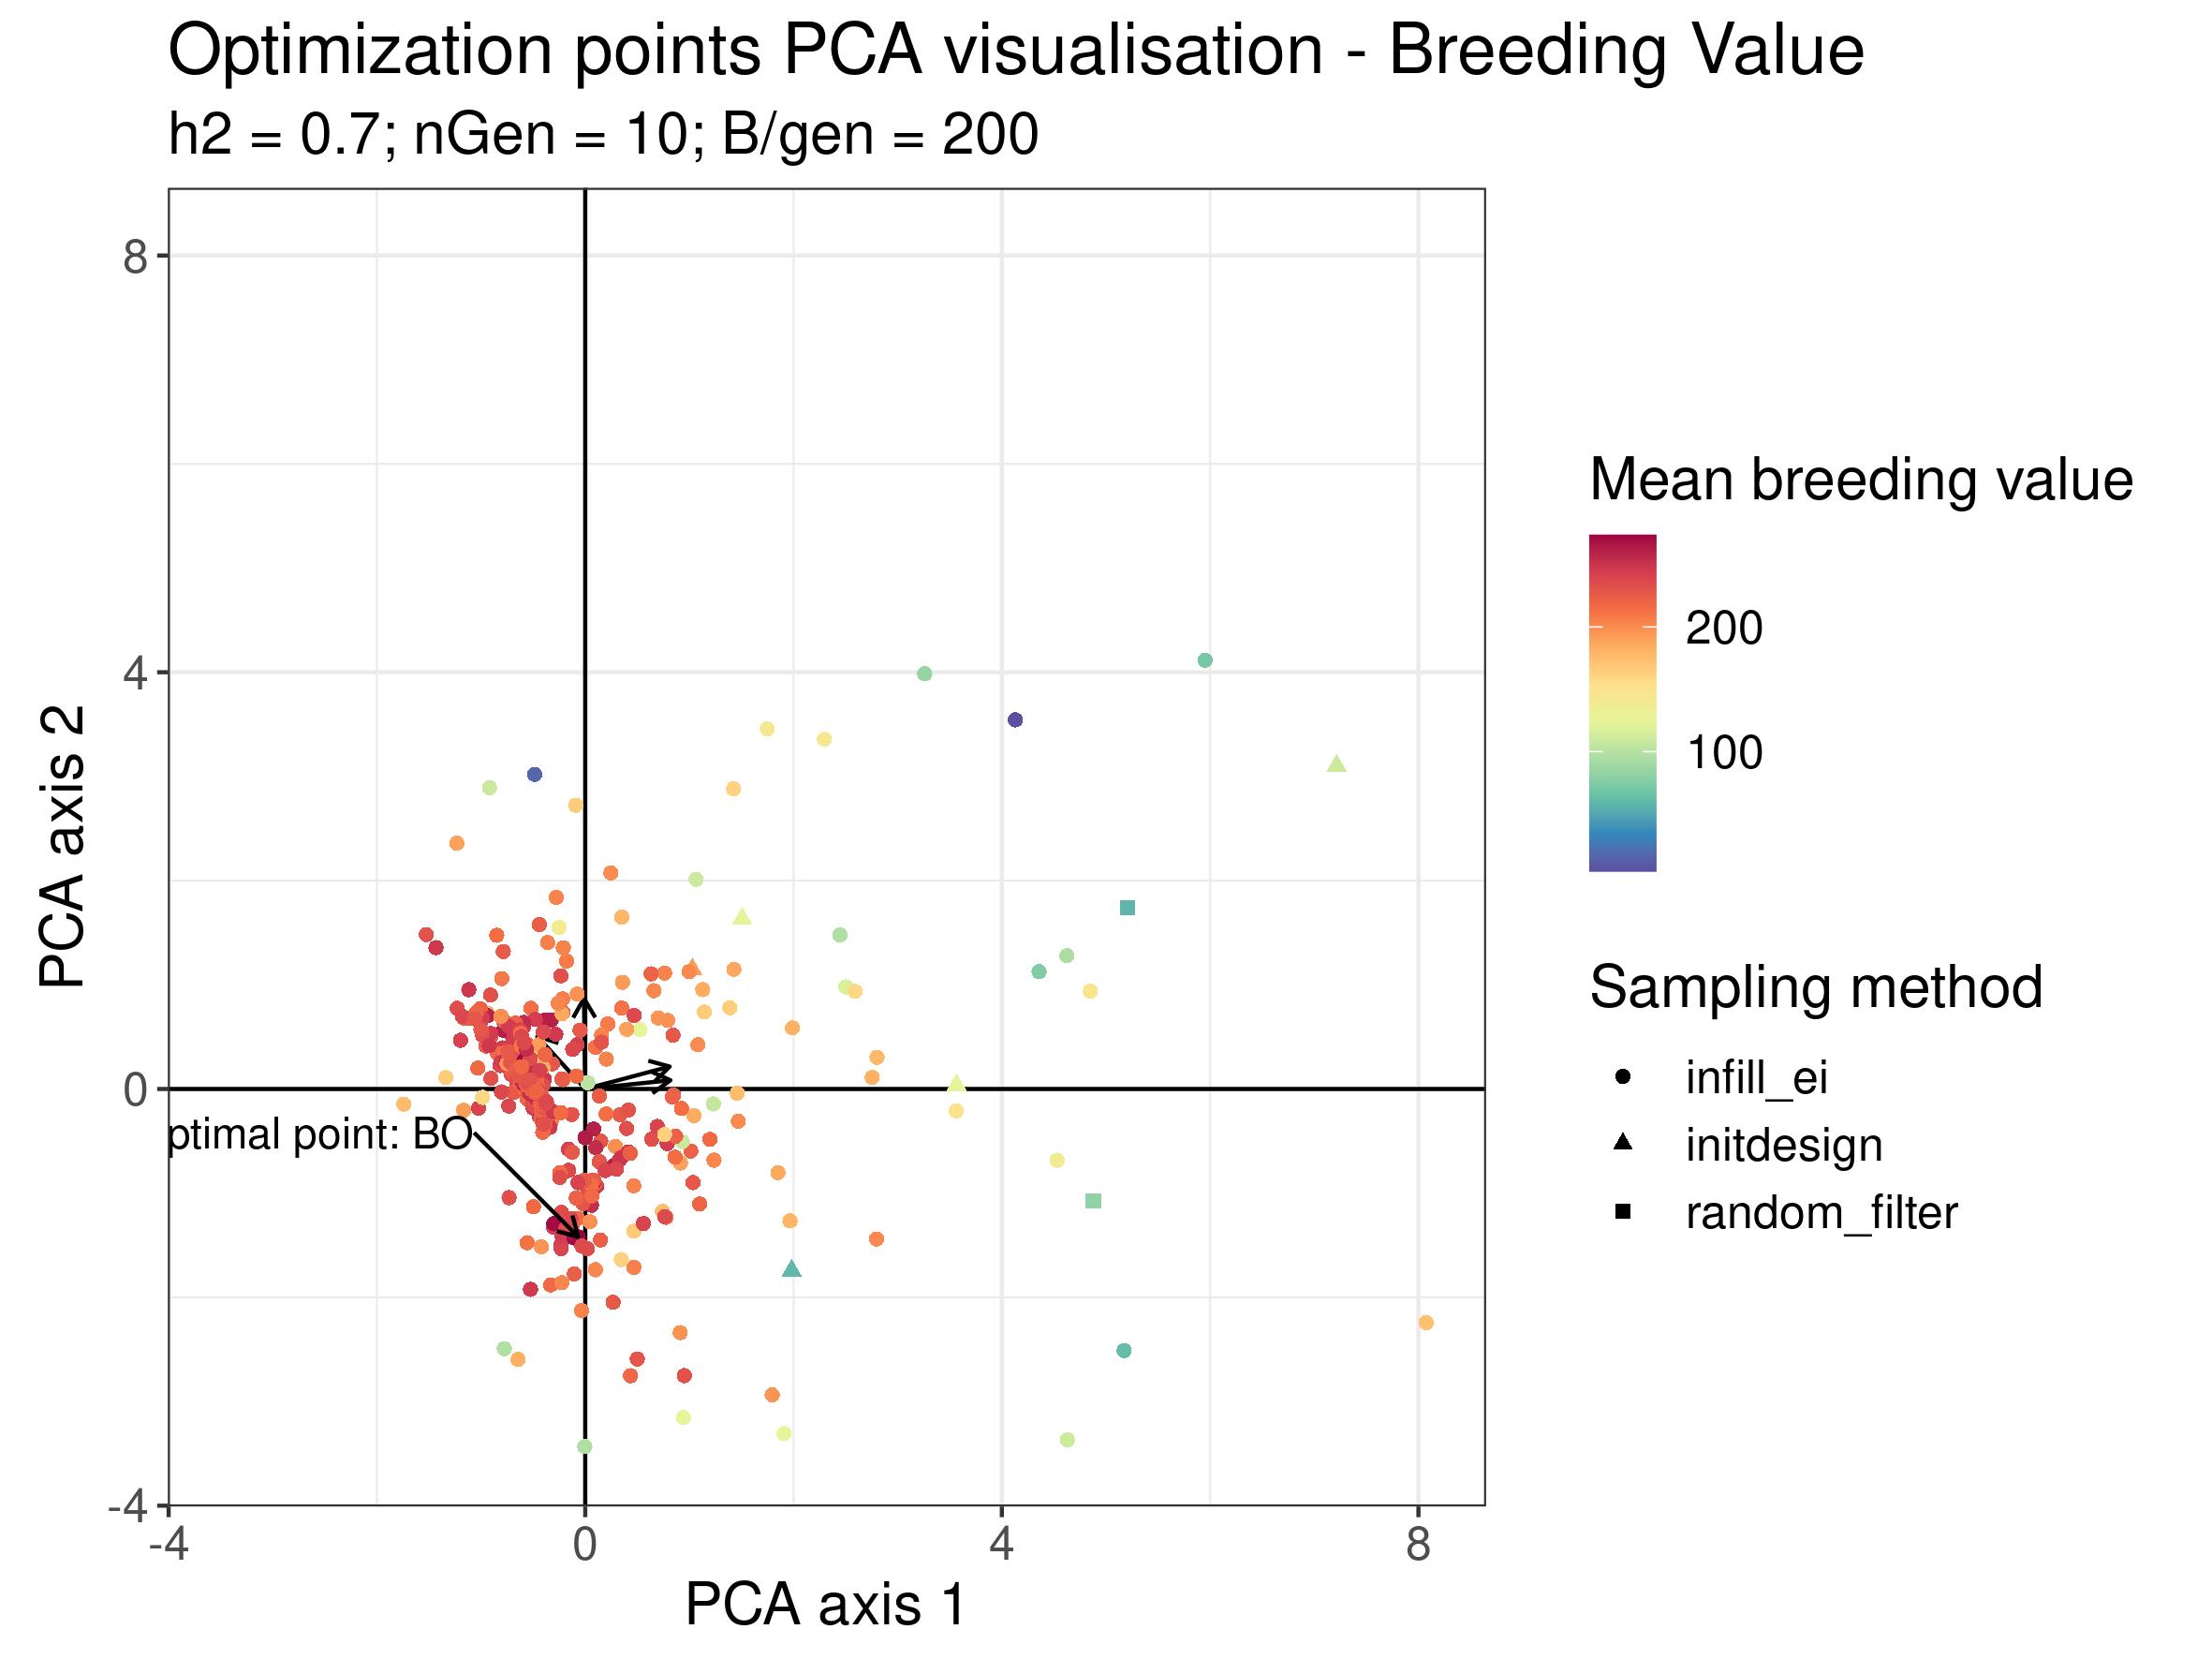 Optimization points PCA visualisation - Breeding Value
h2 = 0.7; nGen = 10; B/gen = 200
8
4
0
-4
-4
0
4
8
PCA axis 2
PCA axis 1
ptimal point: BO
Mean breeding value
200
100
Sampling method
infill_ei
initdesign
random_filter